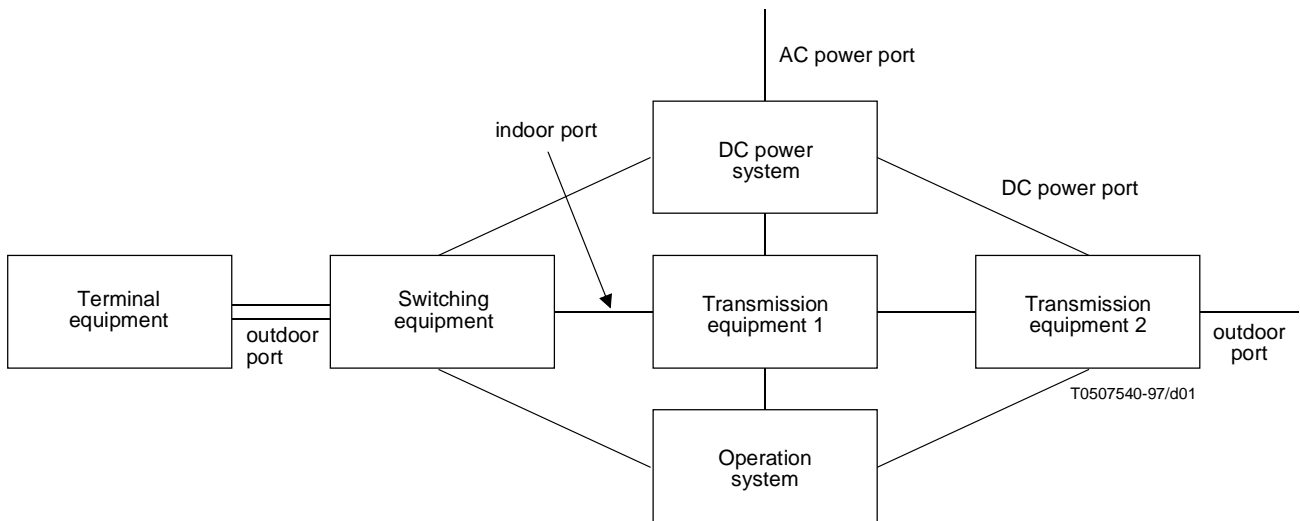 AC power port
indoor port
DC power
system
DC power port
Terminal
equipment
Switching
equipment
Transmission
equipment 1
Transmission
equipment 2
outdoor
port
outdoor
port
T0507540-97/d01
Operation
system